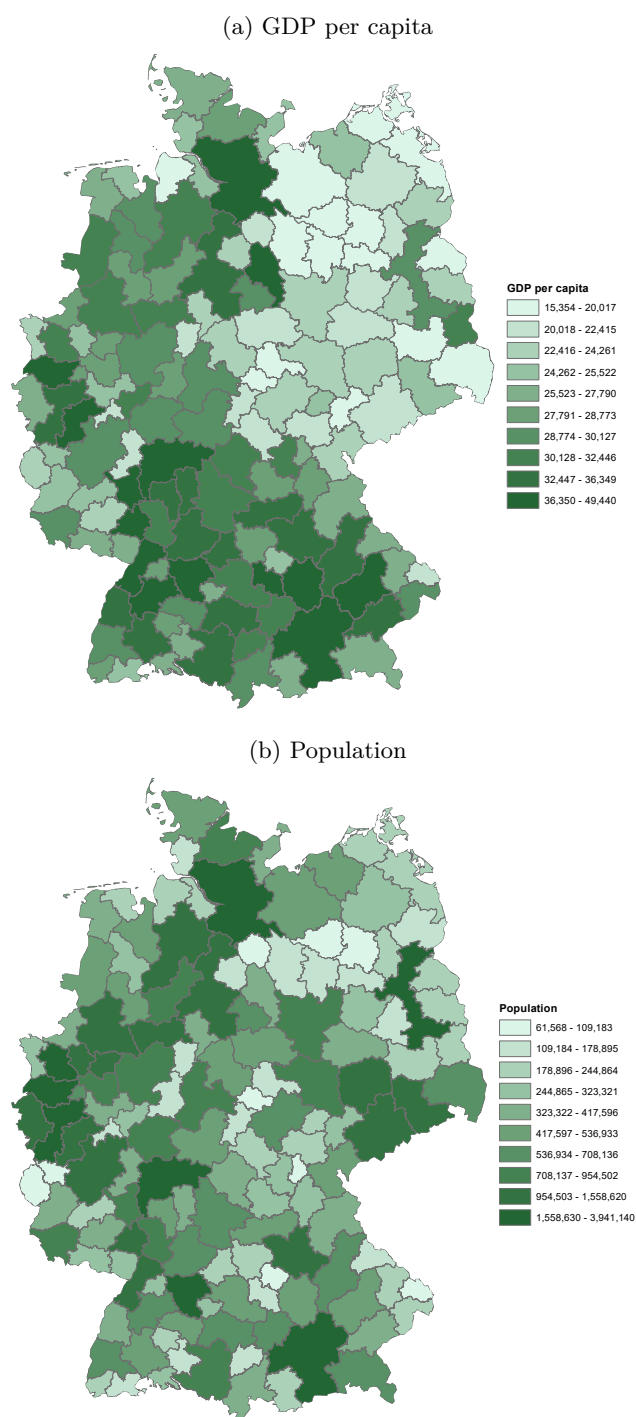 (a) GDP per capita
GDP per capita
15,354 - 20,017
20,018 - 22,415
22,416 - 24,261
24,262 - 25,522
25,523 - 27,790
27,791 - 28,773
28,774 - 30,127
30,128 - 32,446
32,447 - 36,349
36,350 - 49,440
(b) Population
Population
61,568 - 109,183
109,184 - 178,895
178,896 - 244,864
244,865 - 323,321
323,322 - 417,596
417,597 - 536,933
536,934 - 708,136
708,137 - 954,502
954,503 - 1,558,620
1,558,630 - 3,941,140